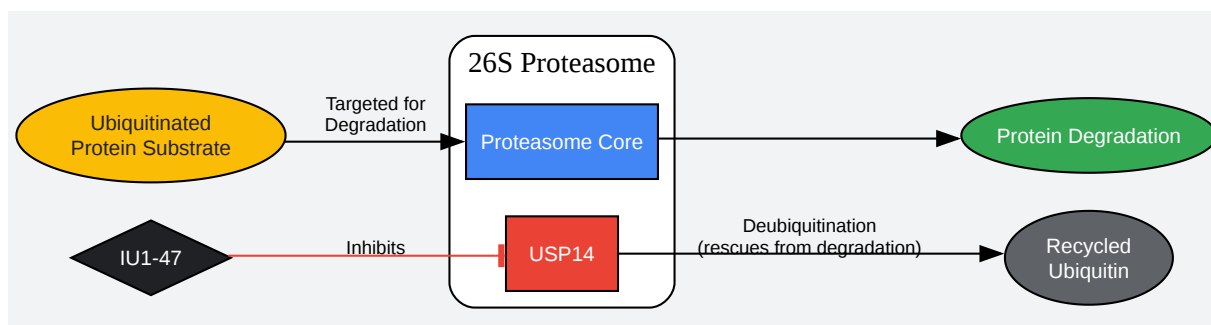 26S Proteasome
Ubiquitinated
Protein Substrate
Targeted for
Degradation
Proteasome Core
Protein Degradation
IU1-47
Inhibits
USP14
Deubiquitination
(rescues from degradation)
Recycled
Ubiquitin